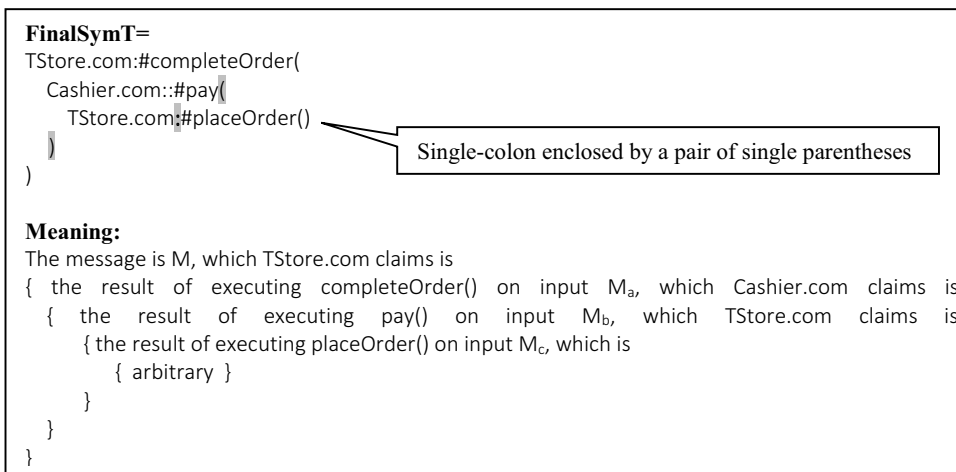 FinalSymT=
TStore.com:#completeOrder(
Cashier.com::#pay(
TStore.com:#placeOrder()
)
)
Single-colon enclosed by a pair of single parentheses
Meaning:
The message is M, which TStore.com claims is
{ the result of executing completeOrder() on input Ma, which Cashier.com claims is
{ the result of executing pay() on input Mb, which TStore.com claims is
{ the result of executing placeOrder() on input Mc, which is
{ arbitrary }
}
}
}